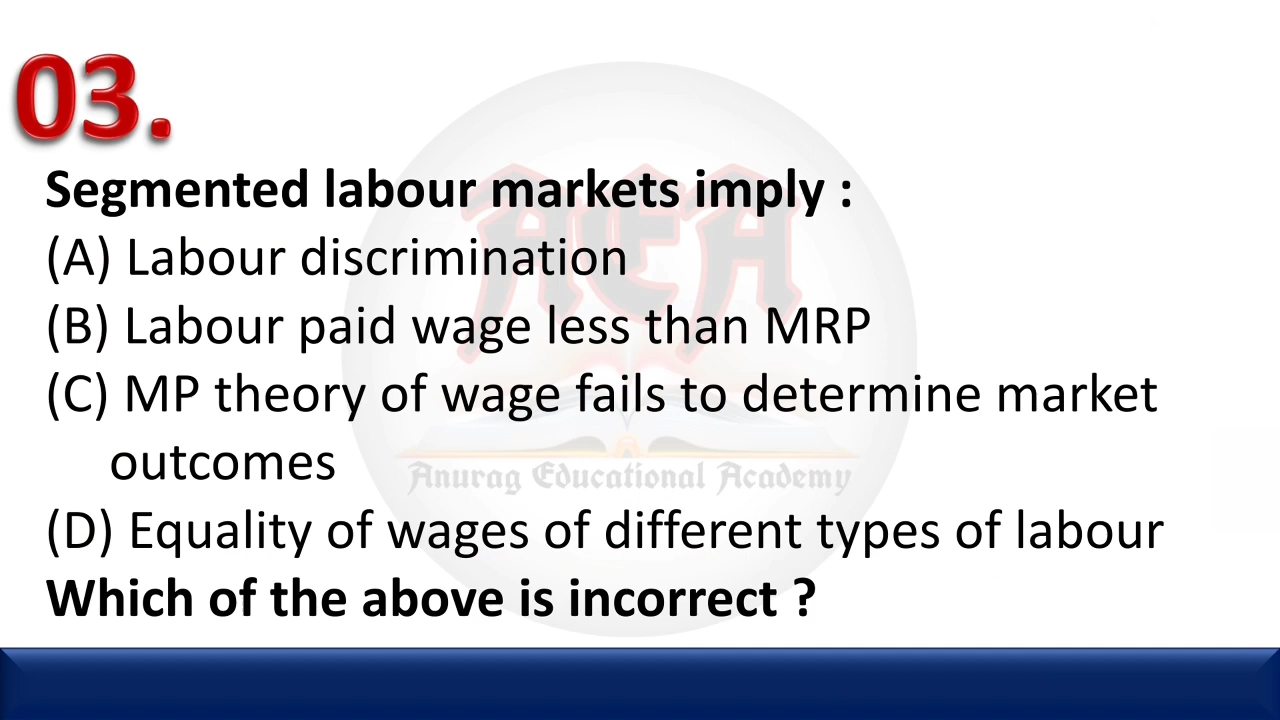 03.
Segmented labour markets imply :
(A) Labour discrimination
(B) Labour paid wage less than MRP
(C) MP theory of wage fails to determine market
outcomes
(D) Equality of wages of different types of labour
Which of the above is incorrect ?
AEA
Anurag Educational Academy